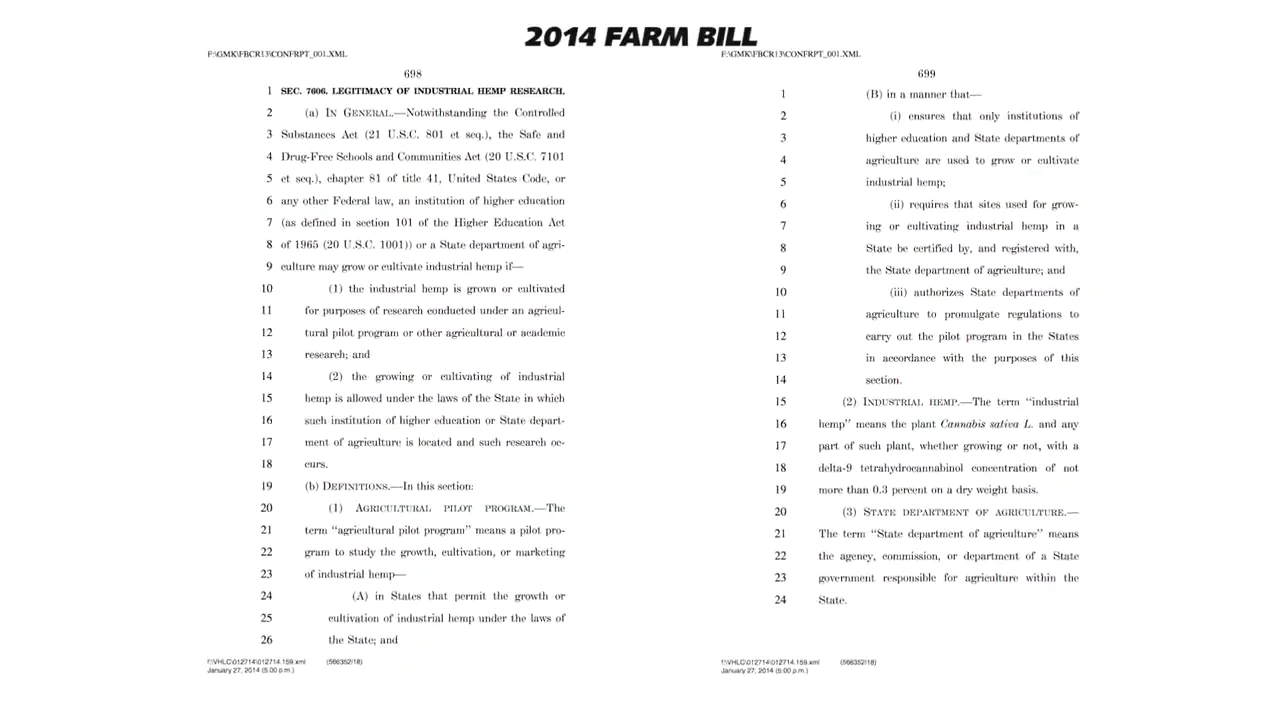 2014 FARM BILL
F:\GMK\FBCR13\CONFRPT_001.XML
698
1 SEC. 7606. LEGITIMACY OF INDUSTRIAL HEMP RESEARCH.
2 (a) IN GENERAL.—Notwithstanding the Controlled
3 Substances Act (21 U.S.C. 801 et seq.), the Safe and
4 Drug-Free Schools and Communities Act (20 U.S.C. 7101
5 et seq.), chapter 81 of title 41, United States Code, or
6 any other Federal law, an institution of higher education
7 (as defined in section 101 of the Higher Education Act
8 of 1965 (20 U.S.C. 1001)) or a State department of agri-
9 culture may grow or cultivate industrial hemp if—
10 (1) the industrial hemp is grown or cultivated
11 for purposes of research conducted under an agricul-
12 tural pilot program or other agricultural or academic
13 research; and
14 (2) the growing or cultivating of industrial
15 hemp is allowed under the laws of the State in which
16 such institution of higher education or State depart-
17 ment of agriculture is located and such research oc-
18 curs.
19 (b) DEFINITIONS.—In this section:
20 (1) AGRICULTURAL PILOT PROGRAM.—The
21 term “agricultural pilot program” means a pilot pro-
22 gram to study the growth, cultivation, or marketing
23 of industrial hemp—
24 (A) in States that permit the growth or
25 cultivation of industrial hemp under the laws of
26 the State; and
f:\VHLC\012714\012714.159.xml (566352|18)
January 27, 2014 (5:00 p.m.)
F:\GMK\FBCR13\CONFRPT_001.XML
699
1 (B) in a manner that—
2 (i) ensures that only institutions of
3 higher education and State departments of
4 agriculture are used to grow or cultivate
5 industrial hemp;
6 (ii) requires that sites used for grow-
7 ing or cultivating industrial hemp in a
8 State be certified by, and registered with,
9 the State department of agriculture; and
10 (iii) authorizes State departments of
11 agriculture to promulgate regulations to
12 carry out the pilot program in the States
13 in accordance with the purposes of this
14 section.
15 (2) INDUSTRIAL HEMP.—The term “industrial
16 hemp” means the plant Cannabis sativa L. and any
17 part of such plant, whether growing or not, with a
18 delta-9 tetrahydrocannabinol concentration of not
19 more than 0.3 percent on a dry weight basis.
20 (3) STATE DEPARTMENT OF AGRICULTURE.—
21 The term “State department of agriculture” means
22 the agency, commission, or department of a State
23 government responsible for agriculture within the
24 State.
f:\VHLC\012714\012714.159.xml (566352|18)
January 27, 2014 (5:00 p.m.)